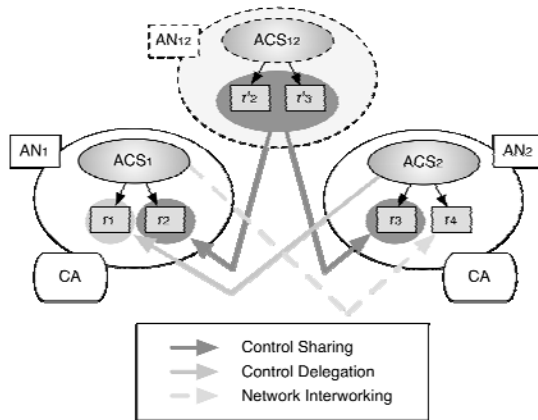 AN12
ACS12
r'2 r'3
AN1
ACS1
ACS2
AN2
r1 r2
r3 r4
CA
CA
Control Sharing
Control Delegation
Network Interworking